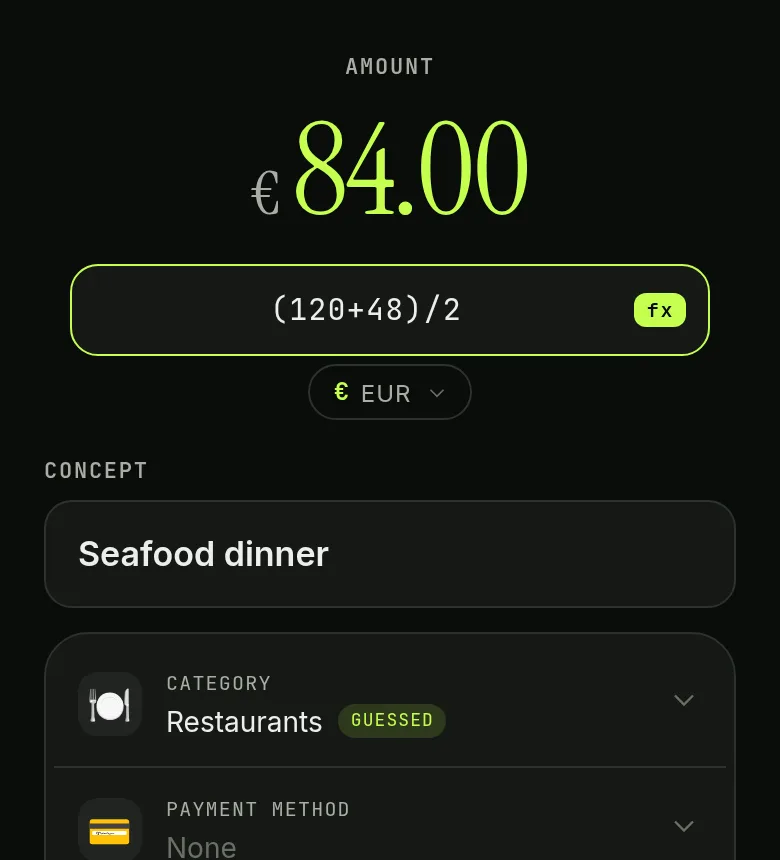 AMOUNT
€ 84.00
(120+48)/2 fx
€ EUR
CONCEPT
Seafood dinner
CATEGORY
Restaurants GUESSED
PAYMENT METHOD
None